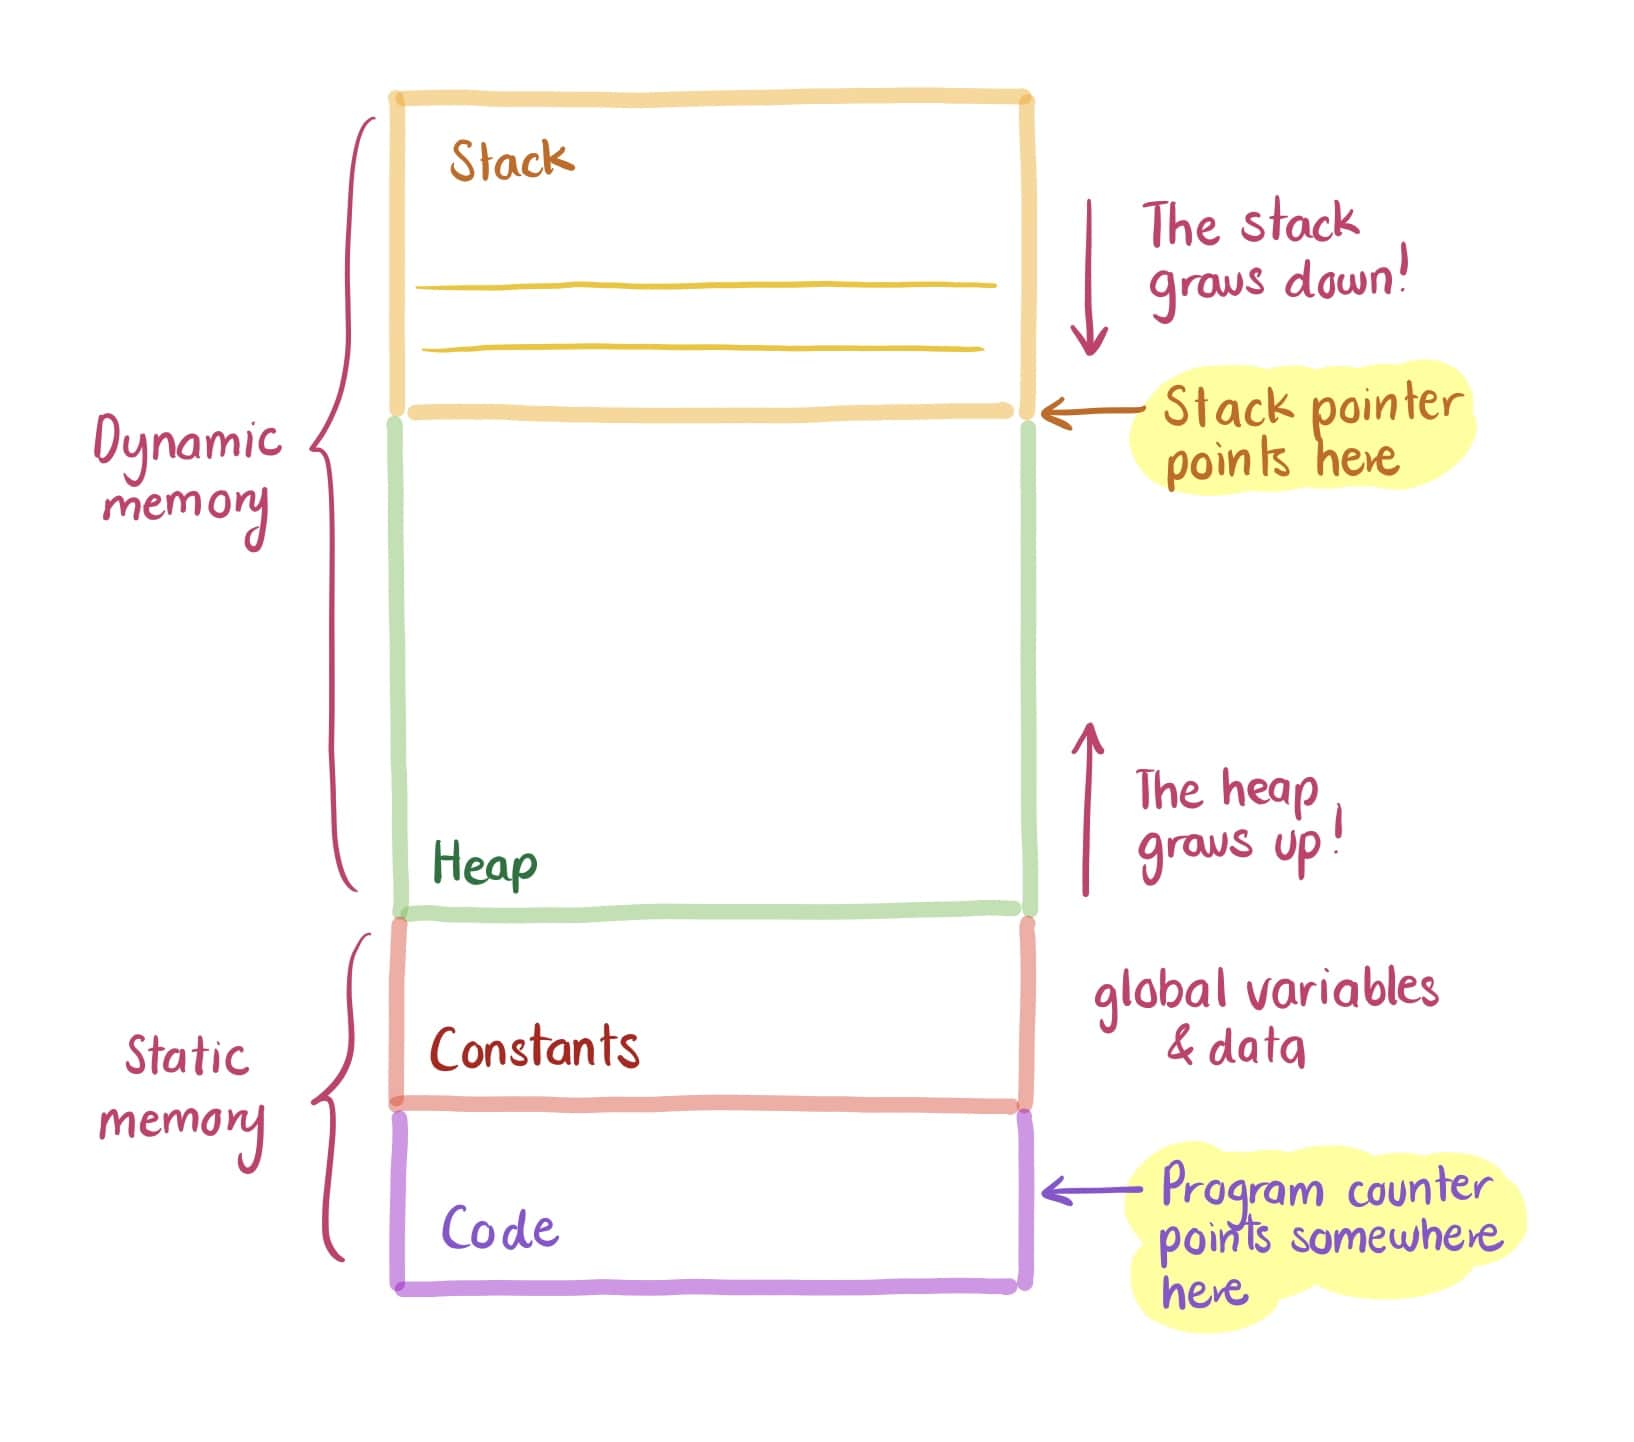 Stack
The stack
grows down!
Stack pointer
points here
Dynamic
memory
The heap
grows up!
Heap
global variables
& data
Constants
Static
memory
Program counter
points somewhere
here
Code